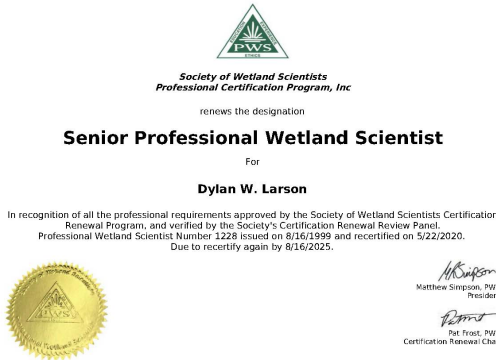 PWS
ETHICS
Society of Wetland Scientists
Professional Certification Program, Inc
renews the designation
Senior Professional Wetland Scientist
For
Dylan W. Larson
In recognition of all the professional requirements approved by the Society of Wetland Scientists Certification
Renewal Program, and verified by the Society's Certification Renewal Review Panel.
Professional Wetland Scientist Number 1228 issued on 8/16/1999 and recertified on 5/22/2020.
Due to recertify again by 8/16/2025.
Matthew Simpson, PW
Presider
PWS
Pat Frost, PW
Certification Renewal Cha